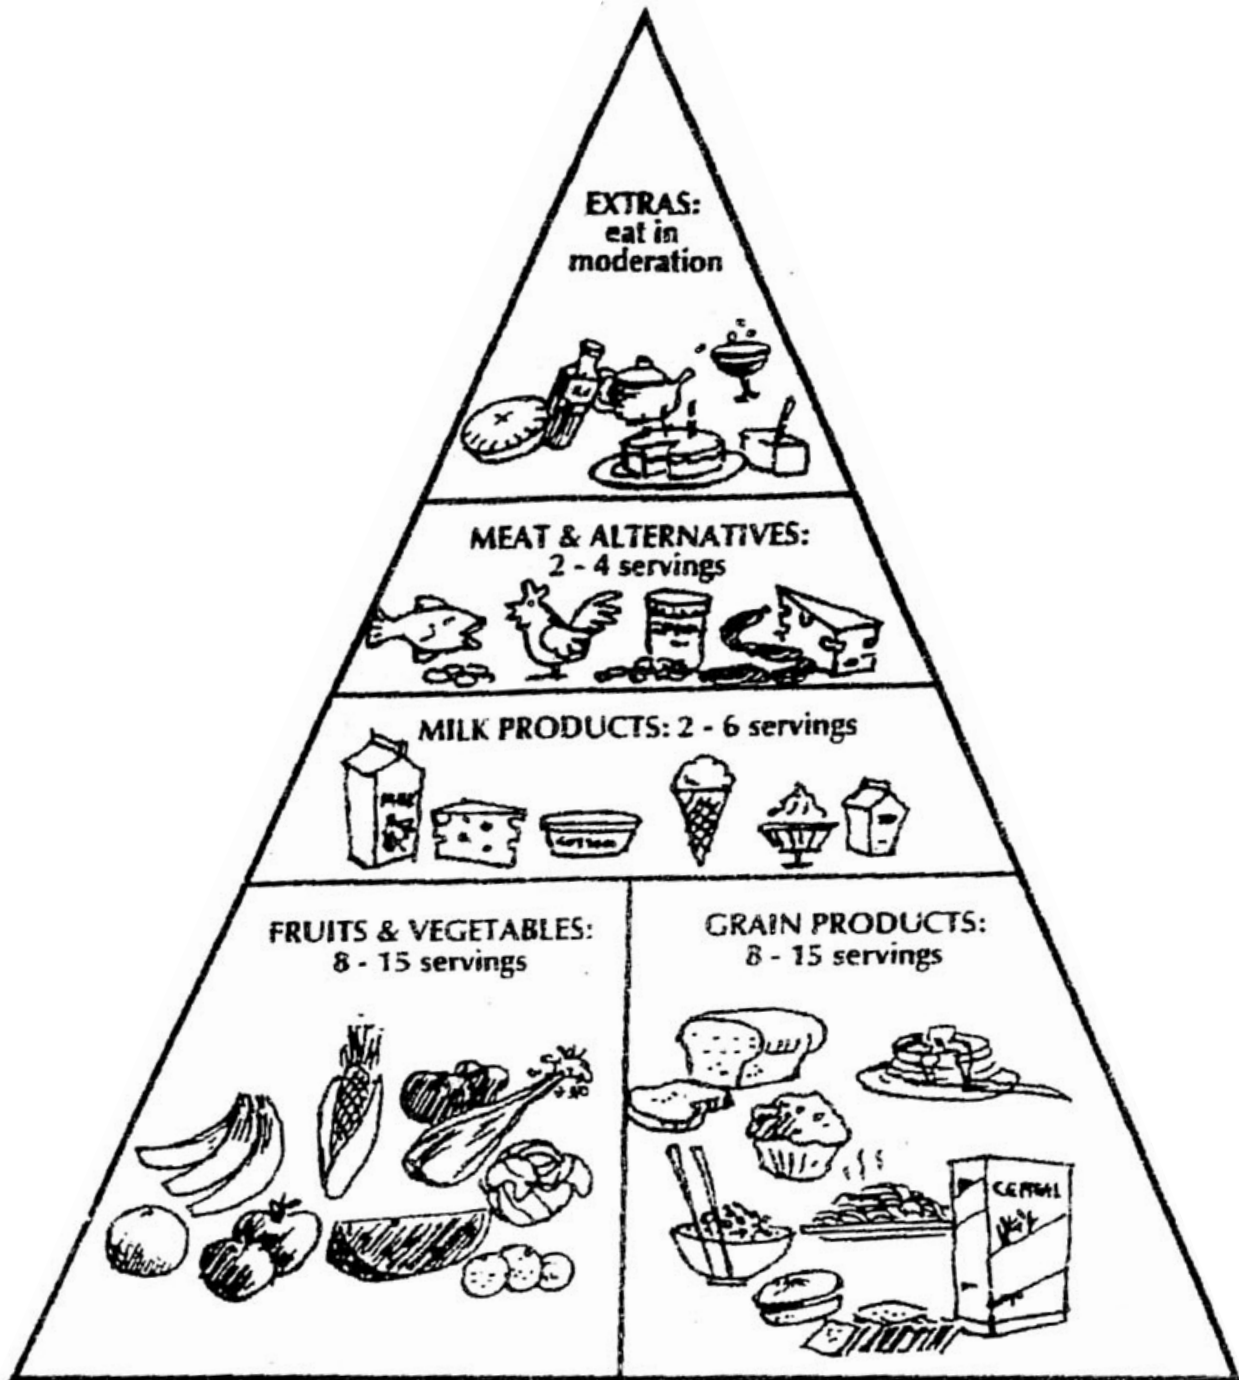 EXTRAS:
eat in
moderation
MEAT & ALTERNATIVES:
2 - 4 servings
MILK PRODUCTS: 2 - 6 servings
MILK
FRUITS & VEGETABLES:
8 - 15 servings
GRAIN PRODUCTS:
8 - 15 servings
CEREAL